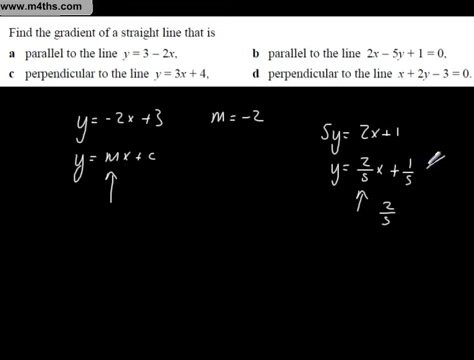 www.m4ths.com
Find the gradient of a straight line that is
a parallel to the line y = 3 − 2x,
b parallel to the line 2x − 5y + 1 = 0,
c perpendicular to the line y = 3x + 4,
d perpendicular to the line x + 2y − 3 = 0.
y = -2x + 3
m = -2
y = mx + c
5y = 2x + 1
y = 2/5 x + 1/5
2/5